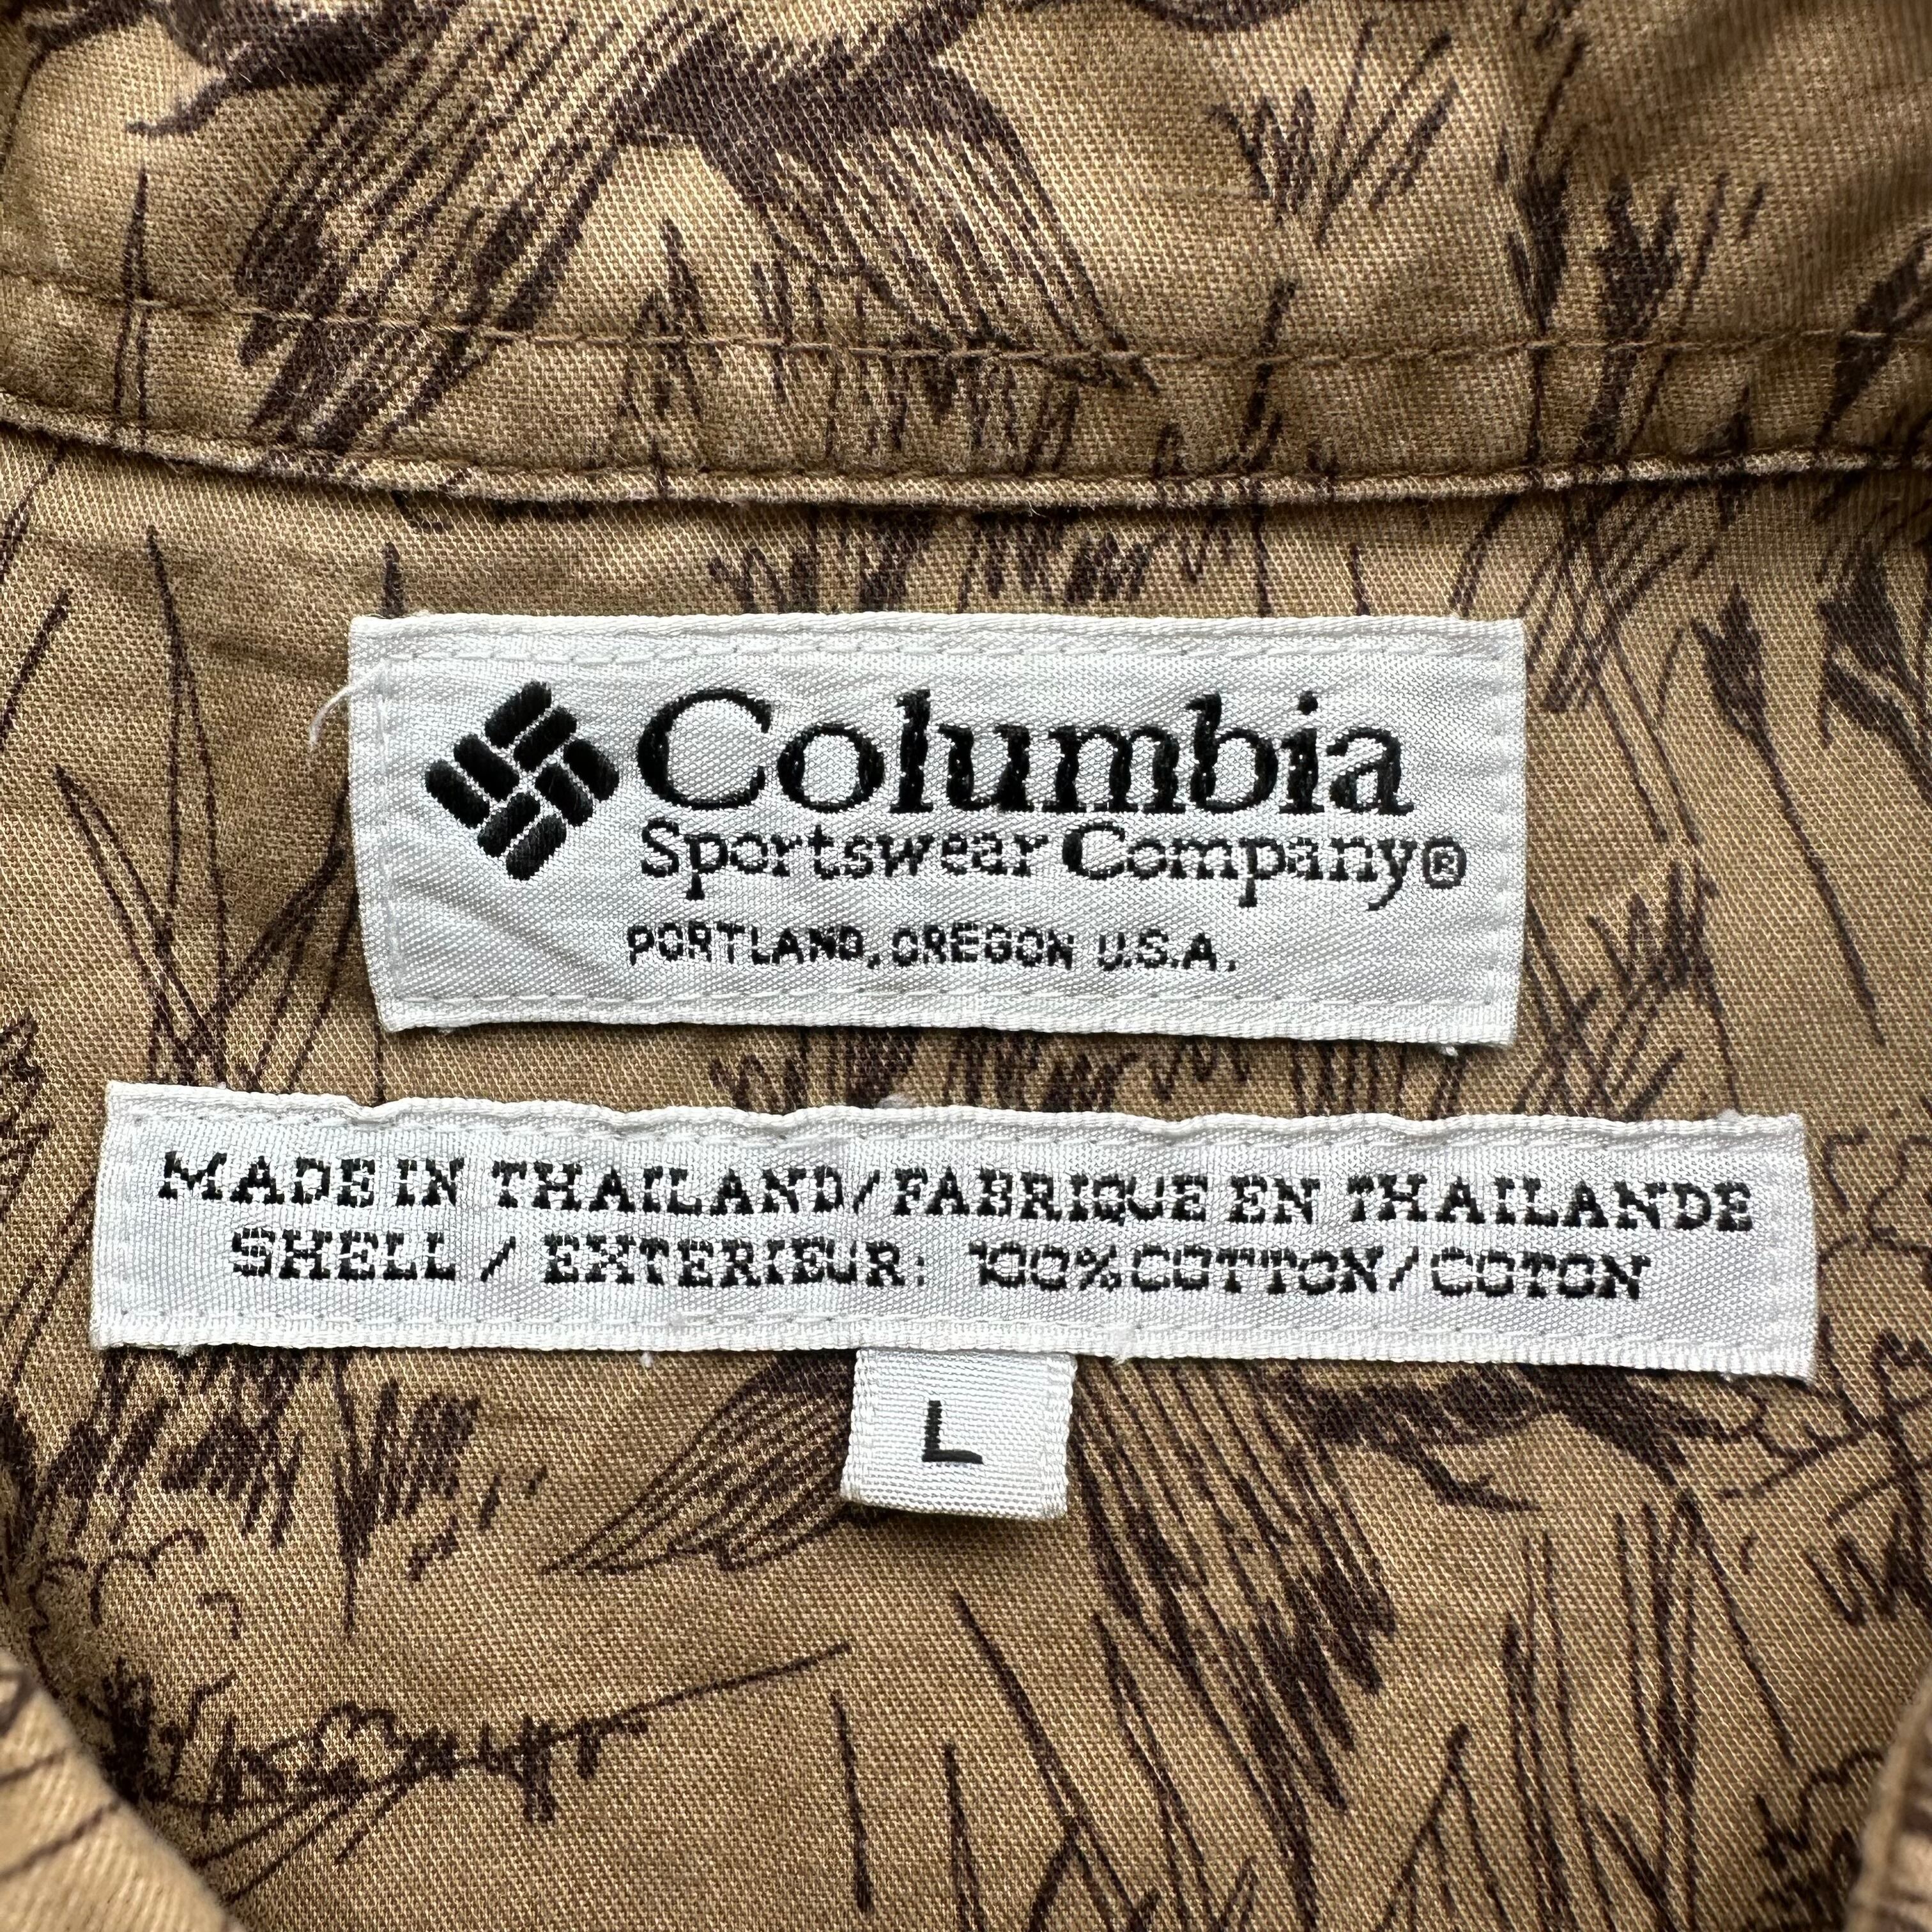 Columbia
Sportswear Company®
PORTLAND, OREGON U.S.A.
MADE IN THAILAND/FABRIQUE EN THAILANDE
SHELL / EXTERIEUR: 100% COTTON/COTON
L